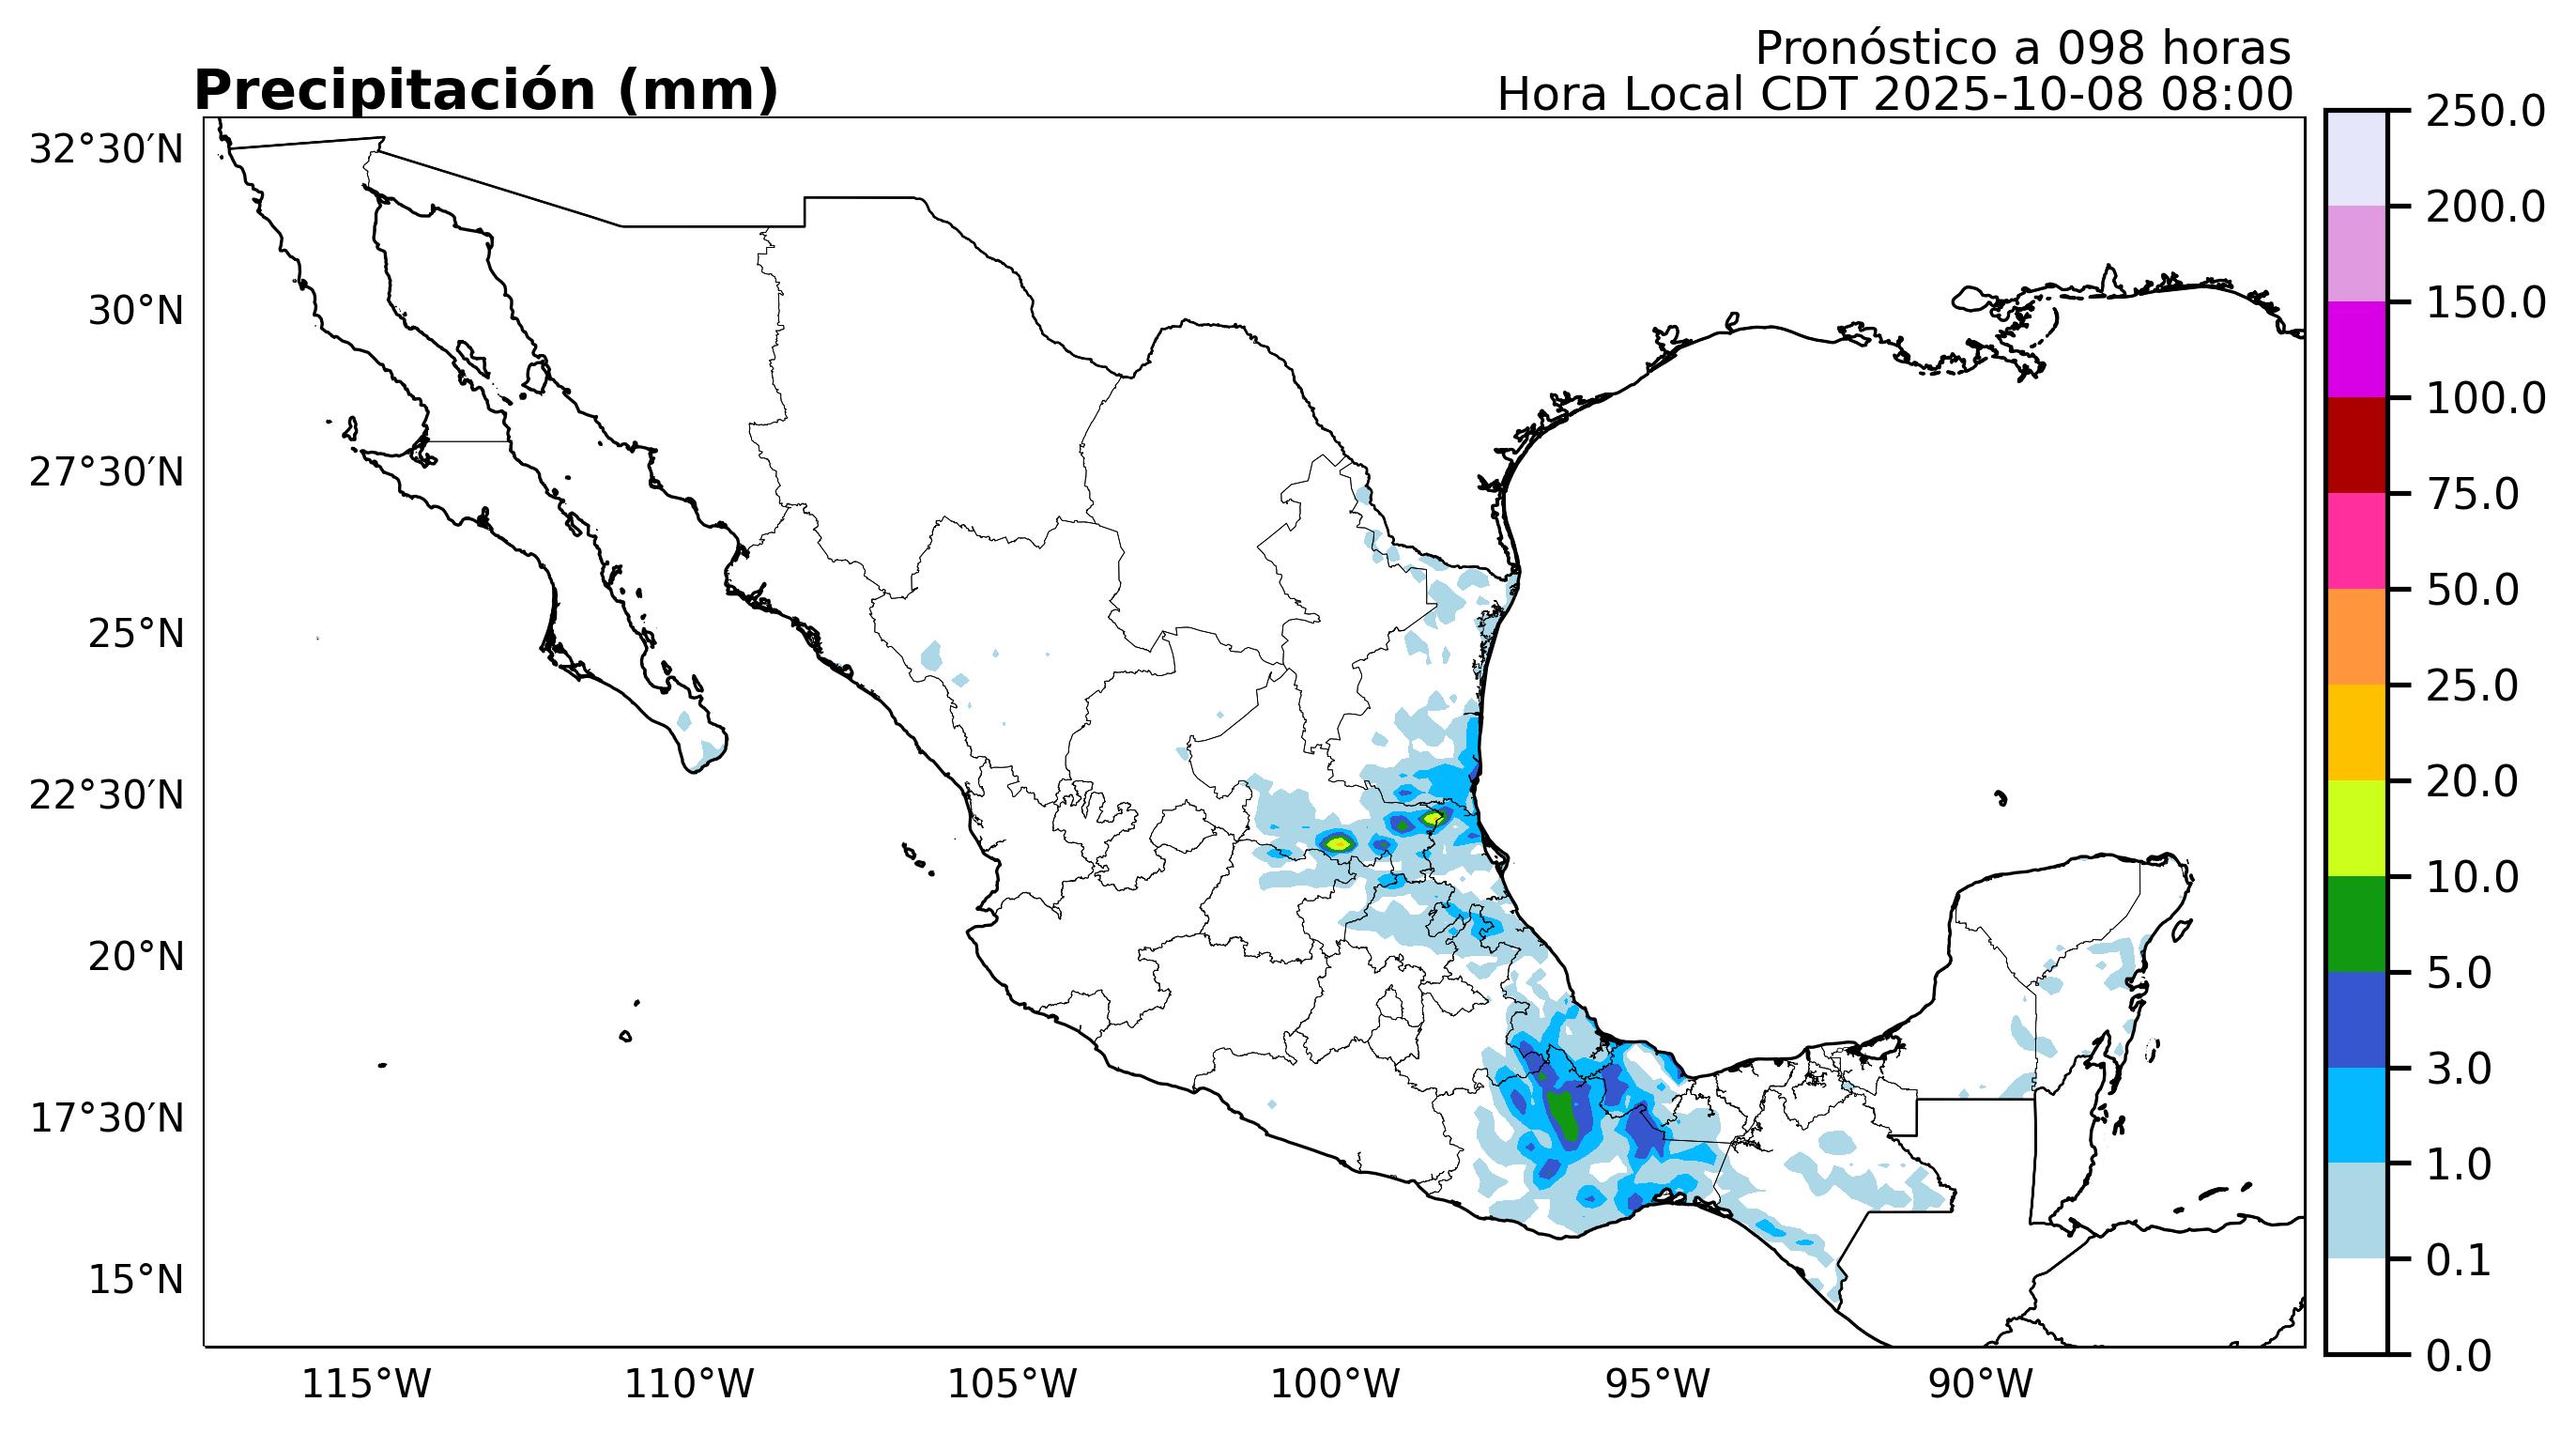 Pronóstico a 098 horas
Precipitación (mm)
Hora Local CDT 2025-10-08 08:00
32°30′N
30°N
27°30′N
25°N
22°30′N
20°N
17°30′N
15°N
115°W
110°W
105°W
100°W
95°W
90°W
250.0
200.0
150.0
100.0
75.0
50.0
25.0
20.0
10.0
5.0
3.0
1.0
0.1
0.0